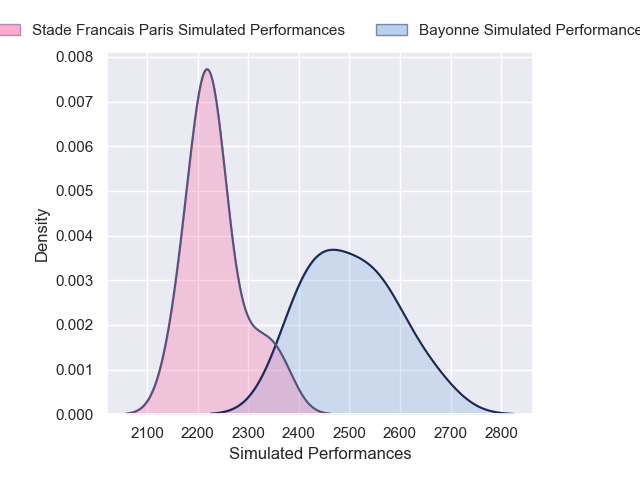 Stade Francais Paris Simulated Performances
Bayonne Simulated Performance
0.008
0.007
0.006
0.005
0.004
0.003
0.002
0.001
0.000
Density
2100 2200 2300 2400 2500 2600 2700 2800
Simulated Performances